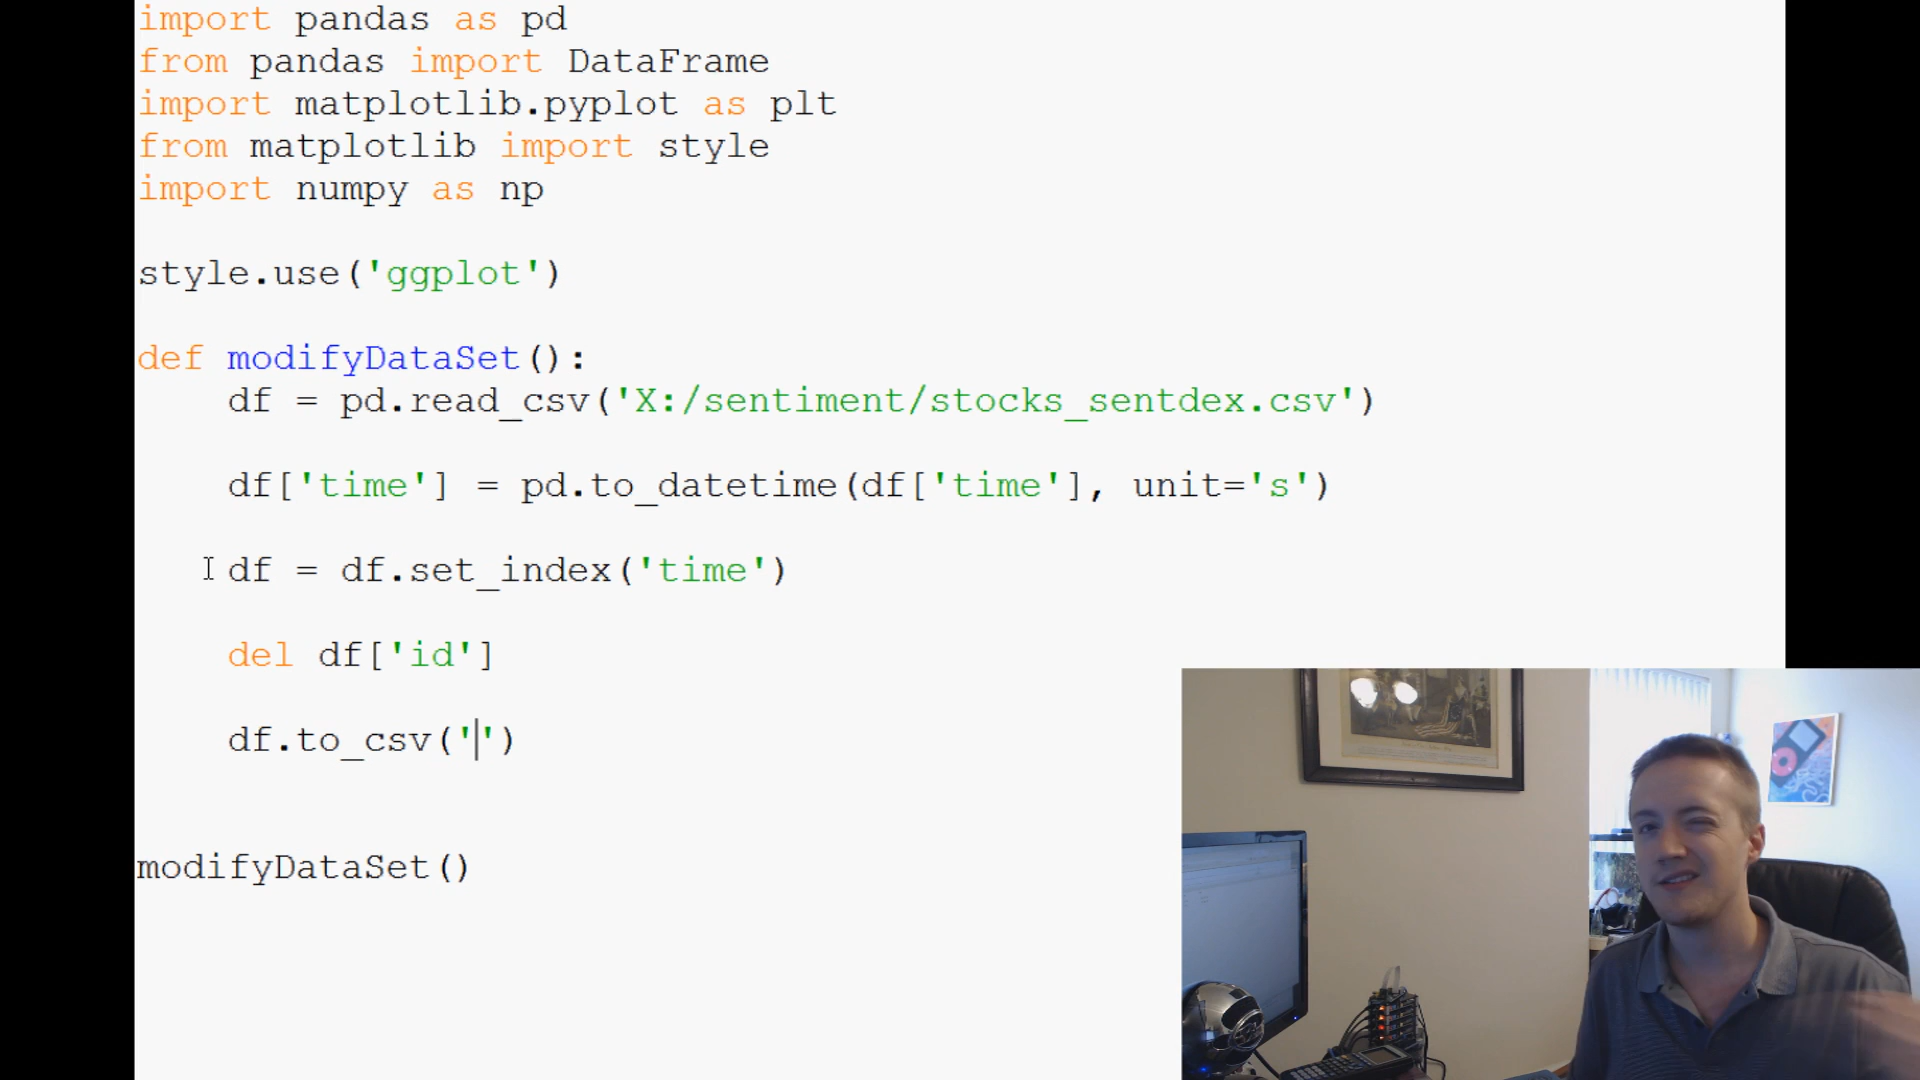 import pandas as pd
from pandas import DataFrame
import matplotlib.pyplot as plt
from matplotlib import style
import numpy as np
style.use('ggplot')
def modifyDataSet():
df = pd.read_csv('X:/sentiment/stocks_sentdex.csv')
df['time'] = pd.to_datetime(df['time'], unit='s')
df = df.set_index('time')
del df['id']
df.to_csv('')
modifyDataSet()